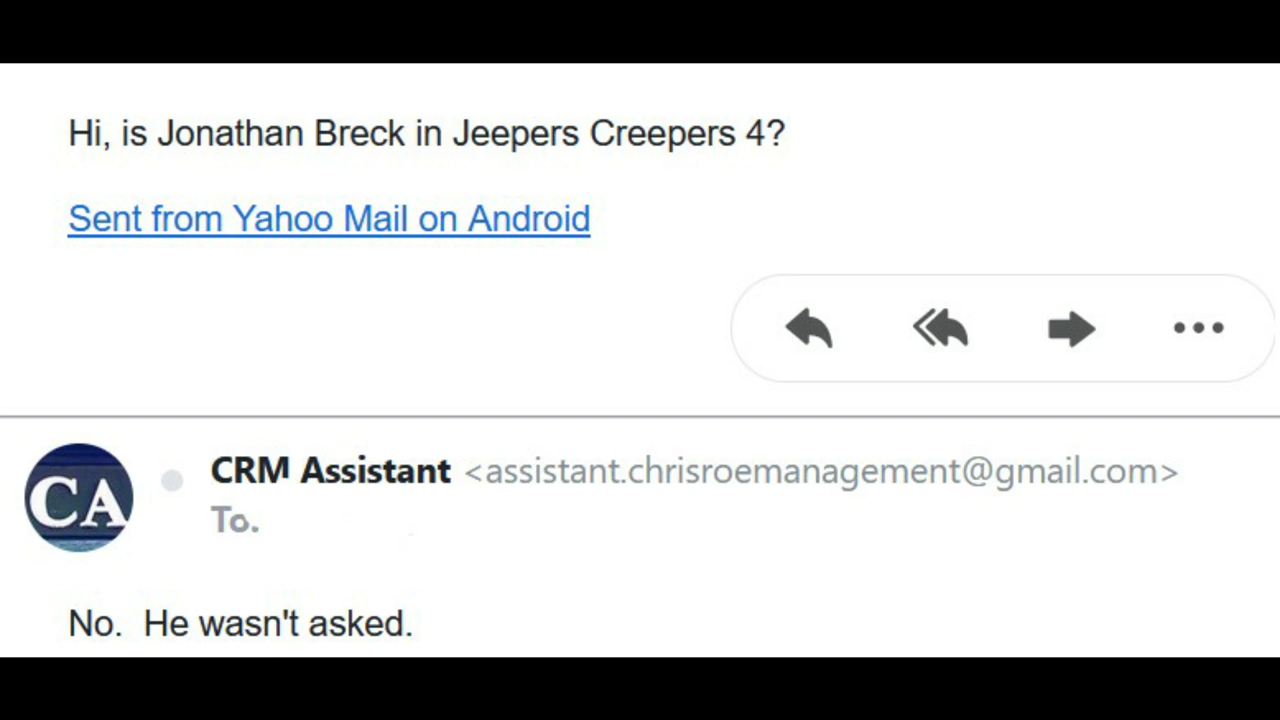 Hi, is Jonathan Breck in Jeepers Creepers 4?
Sent from Yahoo Mail on Android
CA
CRM Assistant <assistant.chrisroemanagement@gmail.com>
To.
No.  He wasn't asked.